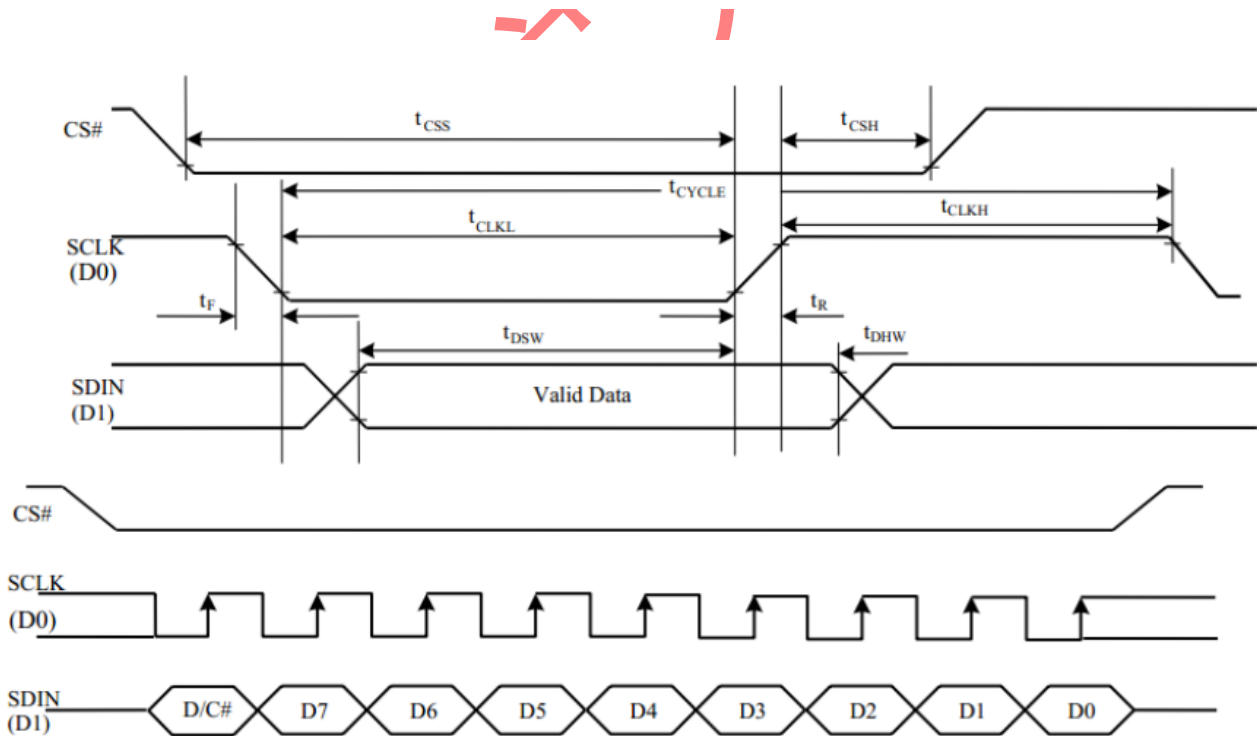 CS#
tCSS
tCSH
tCYCLE
tCLKL
tCLKH
SCLK
(D0)
tF
tR
tDSW
tDHW
SDIN
(D1)
Valid Data
CS#
SCLK
(D0)
SDIN
(D1)
D/C# D7 D6 D5 D4 D3 D2 D1 D0